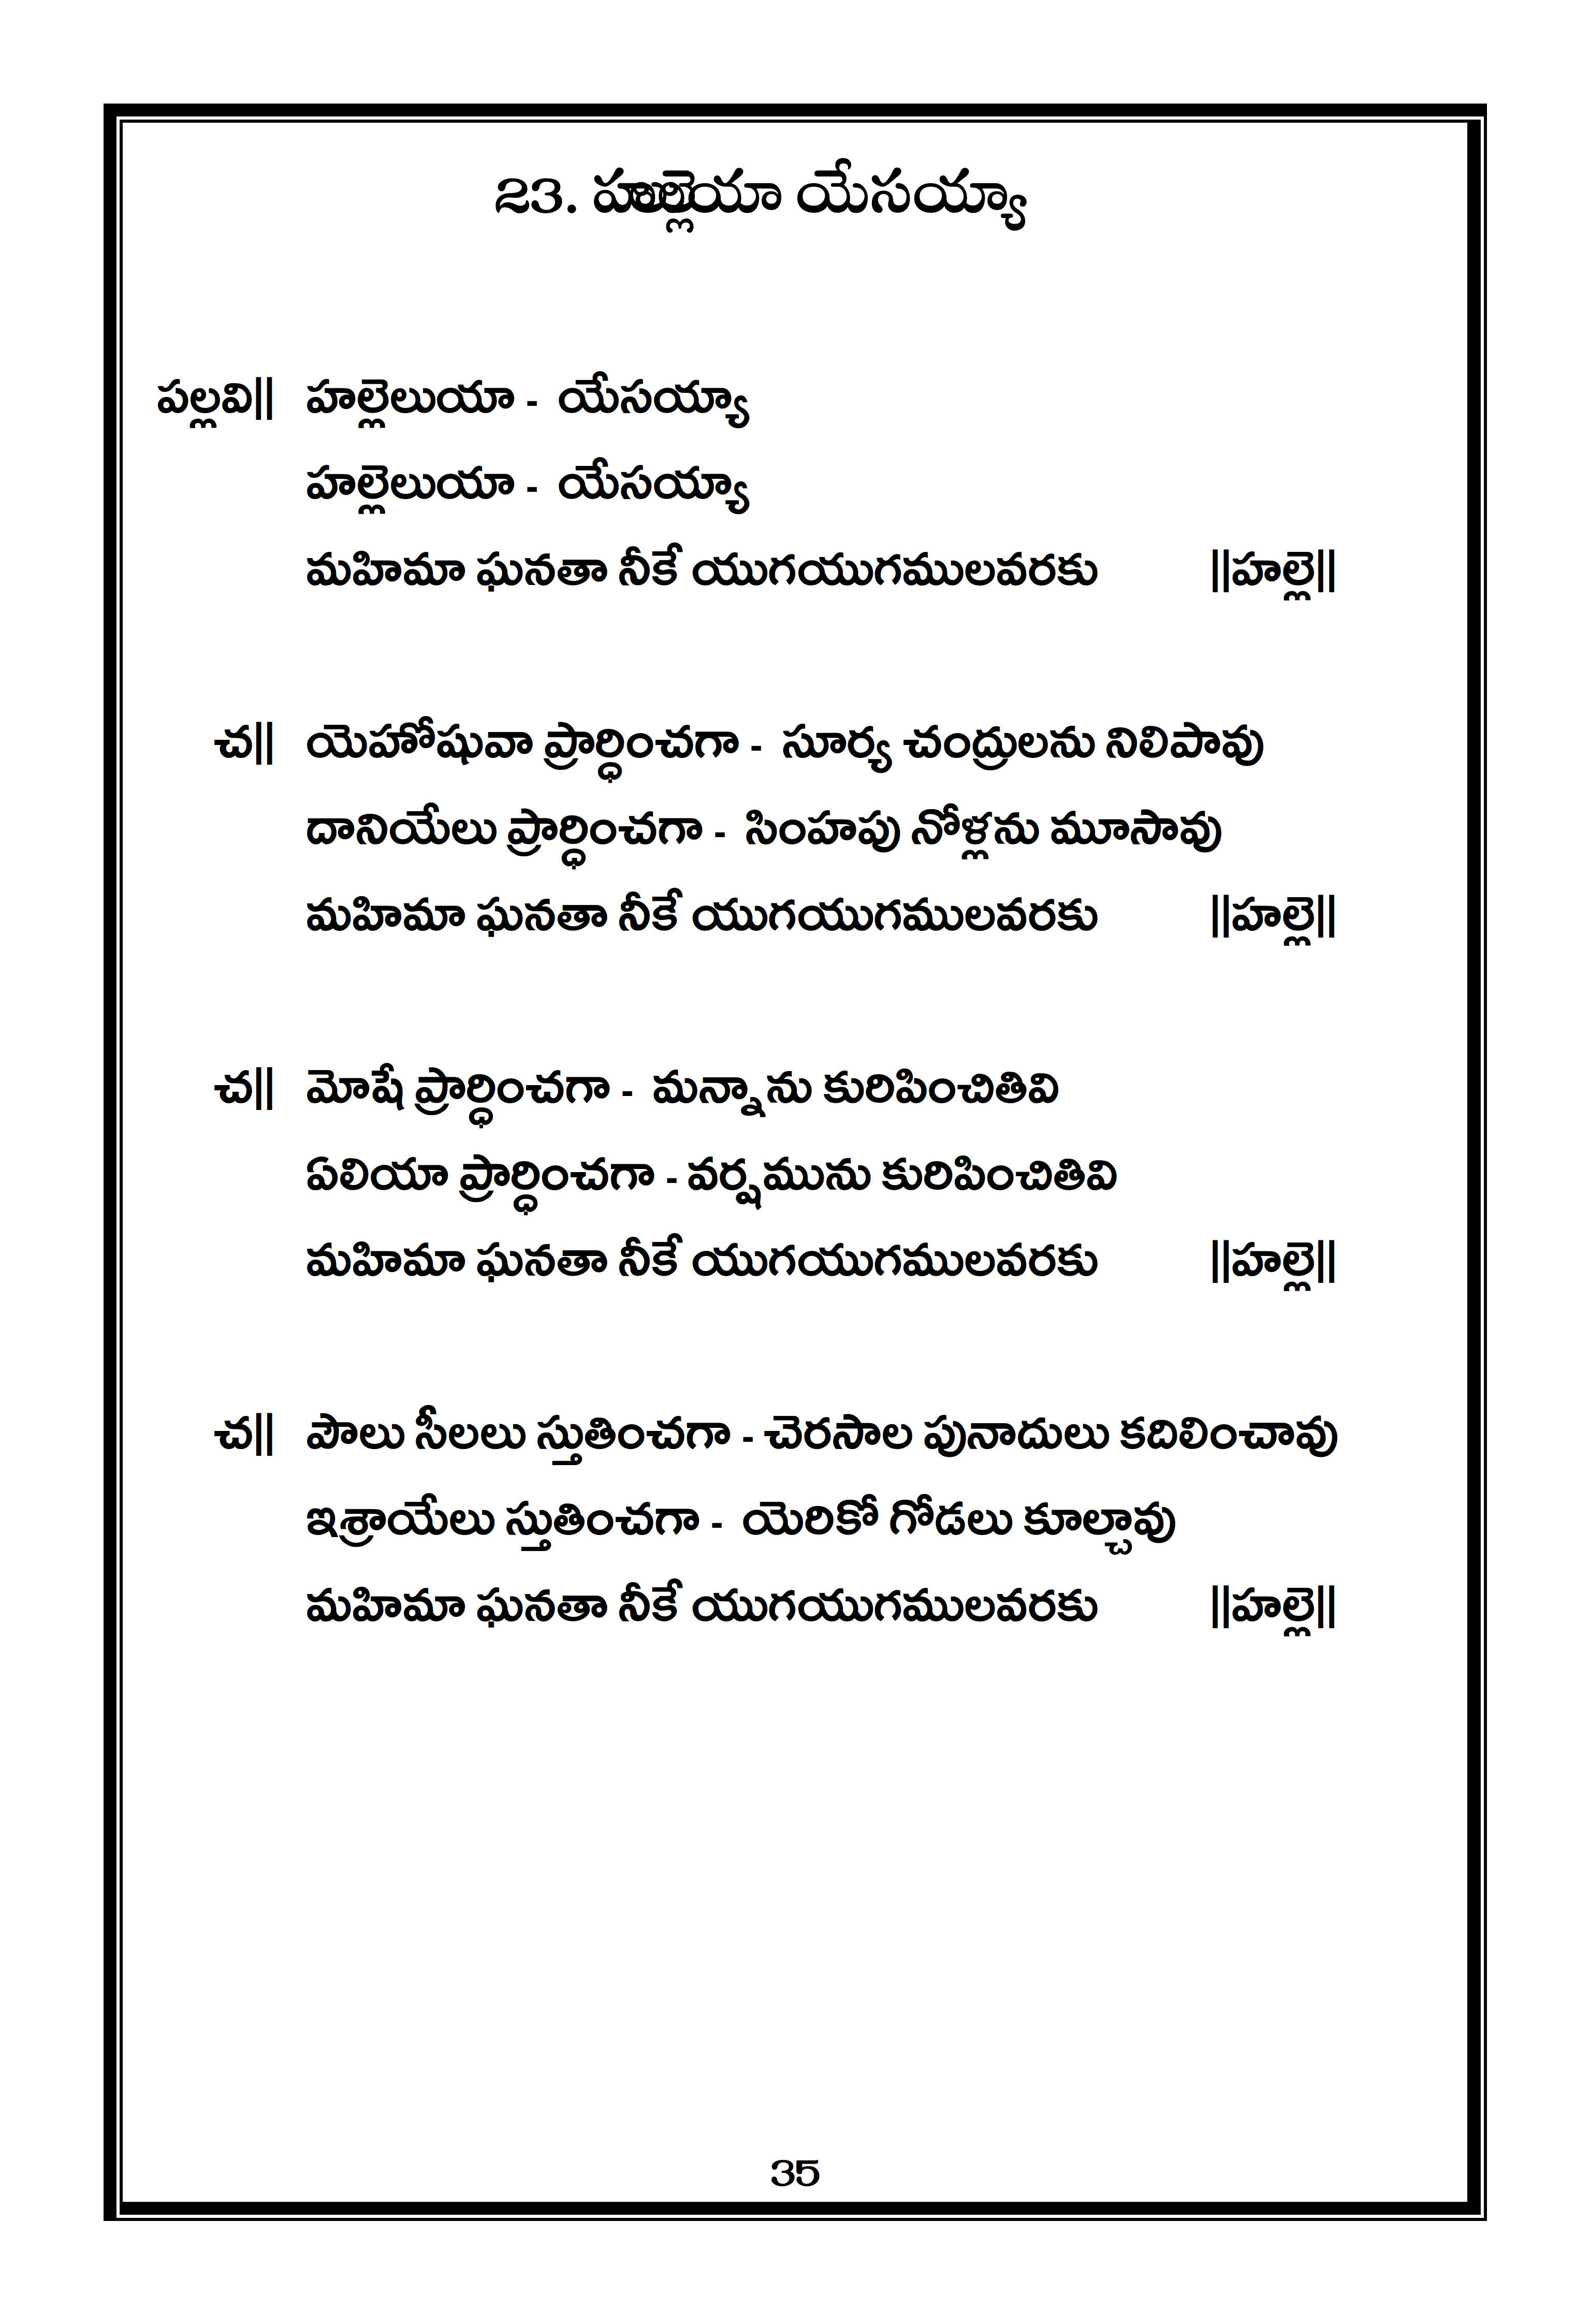 23. హల్లెలుయా యేసయ్యా
పల్లవి|| హల్లెలుయా - యేసయ్యా
హల్లెలుయా - యేసయ్యా
మహిమా ఘనతా నీకే యుగయుగములవరకు ||హల్లె||
చ|| యెహోషువా ప్రార్ధించగా - సూర్య చంద్రులను నిలిపావు
దానియేలు ప్రార్ధించగా - సింహపు నోళ్లను మూసావు
మహిమా ఘనతా నీకే యుగయుగములవరకు ||హల్లె||
చ|| మోషే ప్రార్ధించగా - మన్నాను కురిపించితివి
ఏలియా ప్రార్ధించగా - వర్షమును కురిపించితివి
మహిమా ఘనతా నీకే యుగయుగములవరకు ||హల్లె||
చ|| పౌలు సీలలు స్తుతించగా - చెరసాల పునాదులు కదిలించావు
ఇశ్రాయేలు స్తుతించగా - యెరికో గోడలు కూల్చావు
మహిమా ఘనతా నీకే యుగయుగములవరకు ||హల్లె||
35